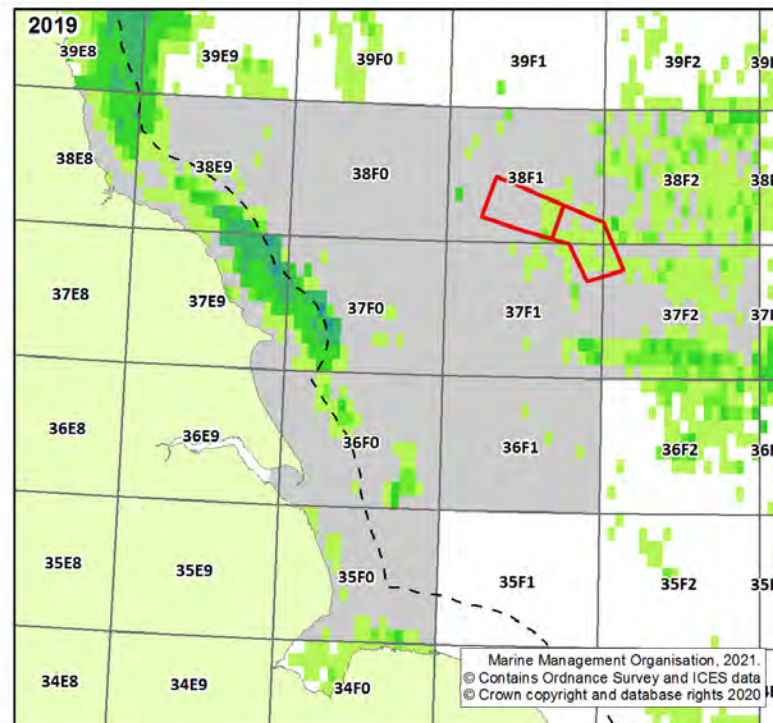 2019
39E8
39E9
39F0
39F1
39F2
38E8
38E9
38F0
38F1
38F2
37E8
37E9
37F0
37F1
37F2
36E8
36E9
36F0
36F1
36F2
35E8
35E9
35F0
35F1
35F2
34E8
34E9
34F0
Marine Management Organisation, 2021.
© Contains Ordnance Survey and ICES data
© Crown copyright and database rights 2020